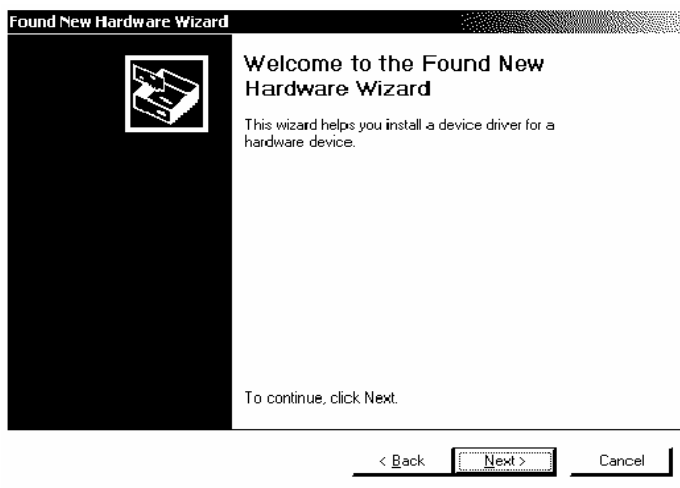 Found New Hardware Wizard
Welcome to the Found New
Hardware Wizard
This wizard helps you install a device driver for a
hardware device.
To continue, click Next.
< Back Next > Cancel